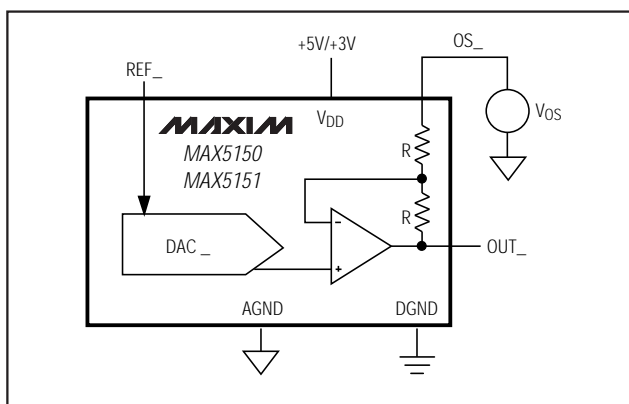 +5V/+3V
OS_
REF_
MAXIM
VDD
VOS
MAX5150
MAX5151
R
R
DAC _
−
+
OUT_
AGND
DGND